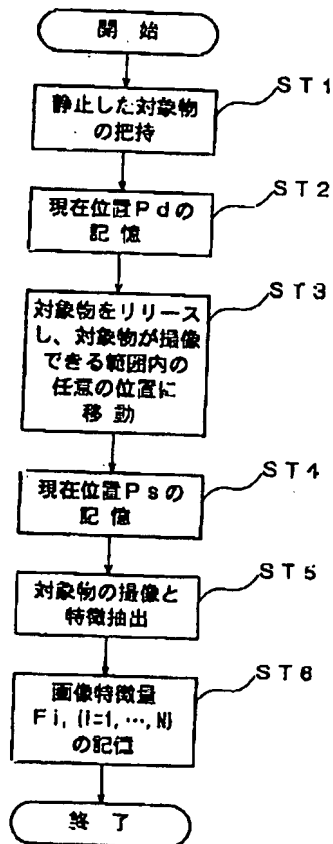 開 始
ST1
静止した対象物
の把持
ST2
現在位置Pdの
記 憶
ST3
対象物をリリース
し、対象物が撮像
できる範囲内の
任意の位置に
移 動
ST4
現在位置Psの
記 憶
ST5
対象物の撮像と
特徴抽出
ST6
画像特徴量
Fi, (i=1, …, N)
の記憶
終 了